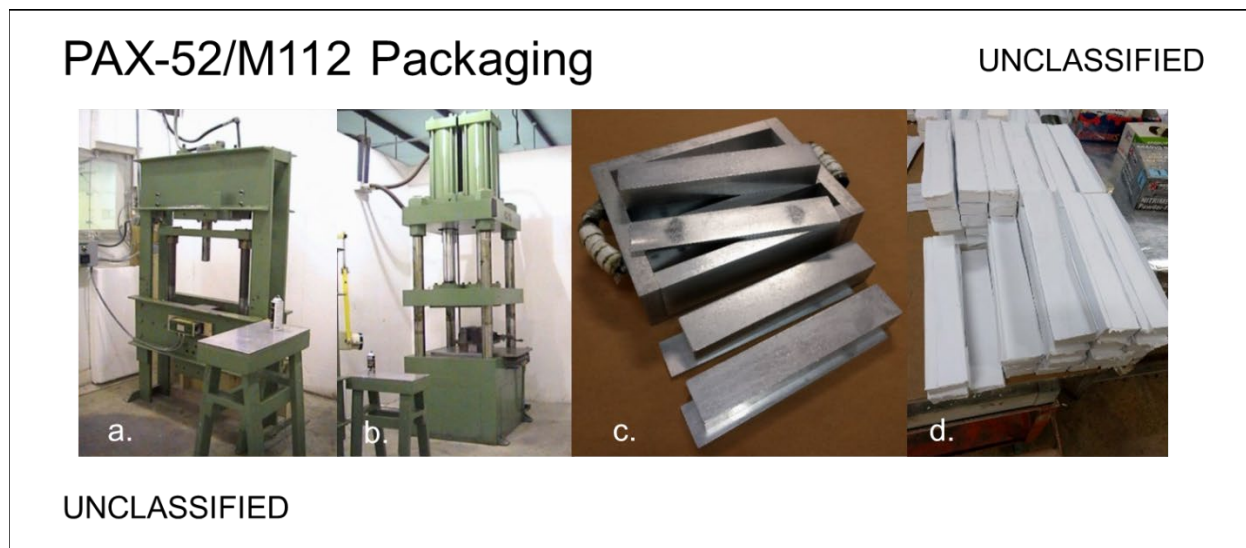 PAX-52/M112 Packaging
UNCLASSIFIED
a.
b.
c.
d.
UNCLASSIFIED